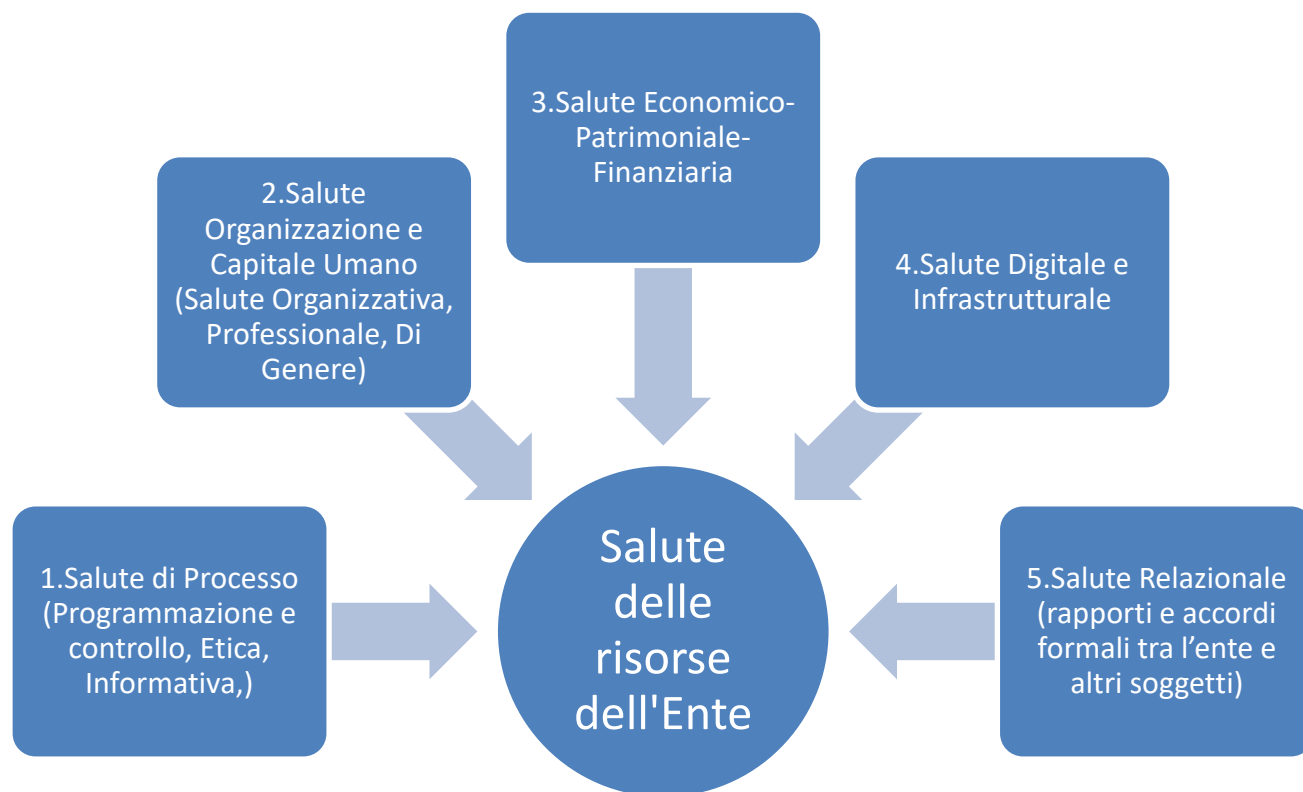 1.Salute di Processo
(Programmazione e
controllo, Etica,
Informativa,)
2.Salute
Organizzazione e
Capitale Umano
(Salute Organizzativa,
Professionale, Di
Genere)
3.Salute Economico-
Patrimoniale-
Finanziaria
4.Salute Digitale e
Infrastrutturale
5.Salute Relazionale
(rapporti e accordi
formali tra l’ente e
altri soggetti)
Salute
delle
risorse
dell'Ente